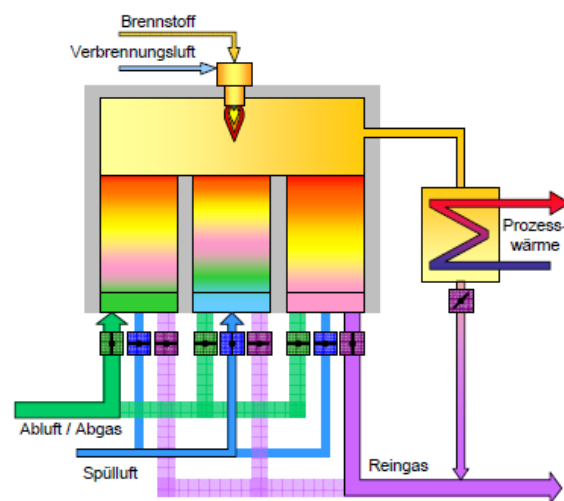 Brennstoff
Verbrennungsluft
Prozess-
wärme
Abluft / Abgas
Spülluft
Reingas